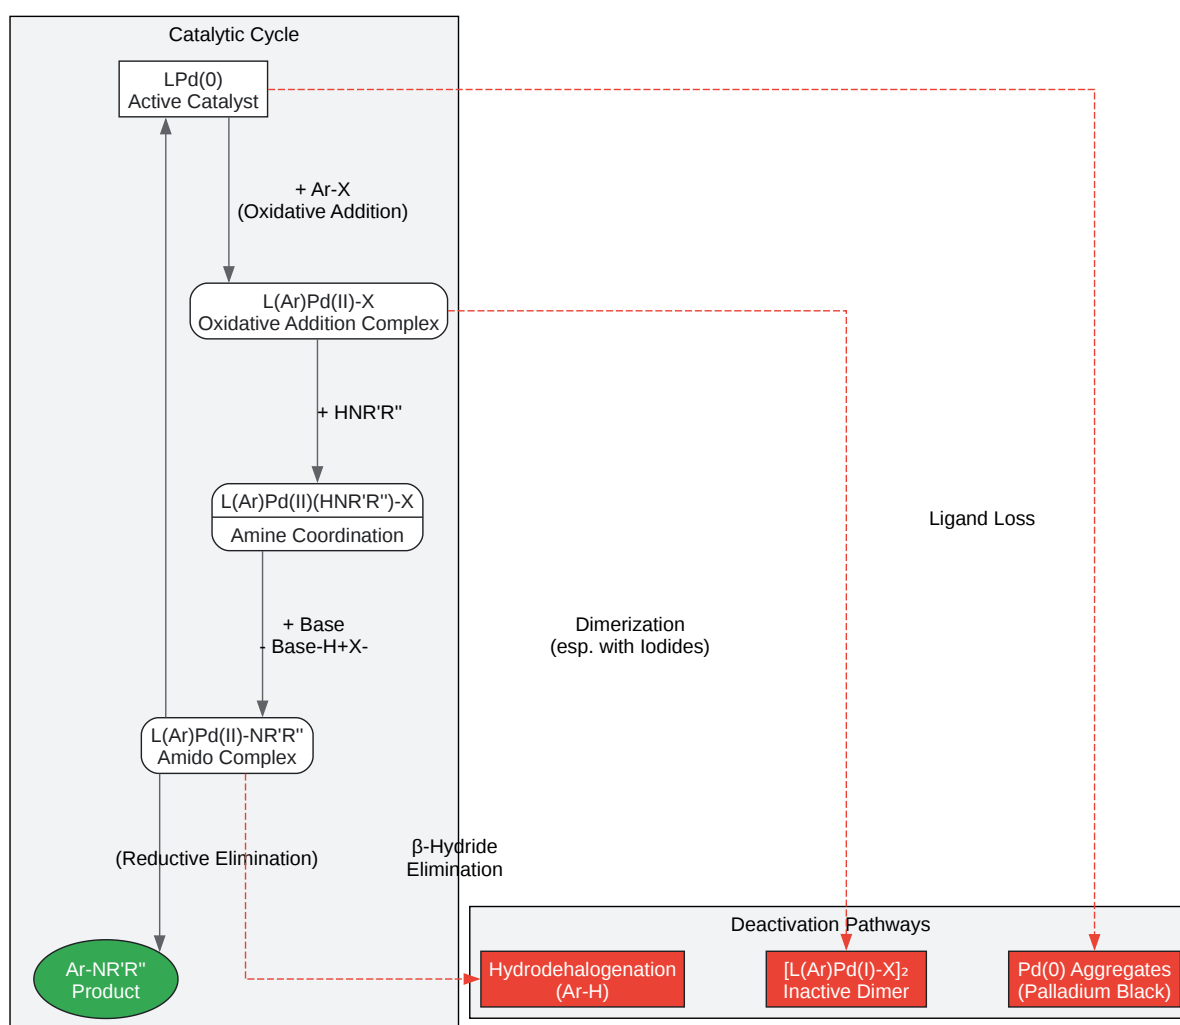 Catalytic Cycle
LPd(0)
Active Catalyst
+ Ar-X
(Oxidative Addition)
L(Ar)Pd(II)-X
Oxidative Addition Complex
+ HNR'R''
L(Ar)Pd(II)(HNR'R'')-X
Amine Coordination
Ligand Loss
+ Base
- Base-H+X-
Dimerization
(esp. with Iodides)
L(Ar)Pd(II)-NR'R''
Amido Complex
(Reductive Elimination)
β-Hydride
Elimination
Deactivation Pathways
Ar-NR'R''
Product
Hydrodehalogenation
(Ar-H)
[L(Ar)Pd(I)-X]₂
Inactive Dimer
Pd(0) Aggregates
(Palladium Black)